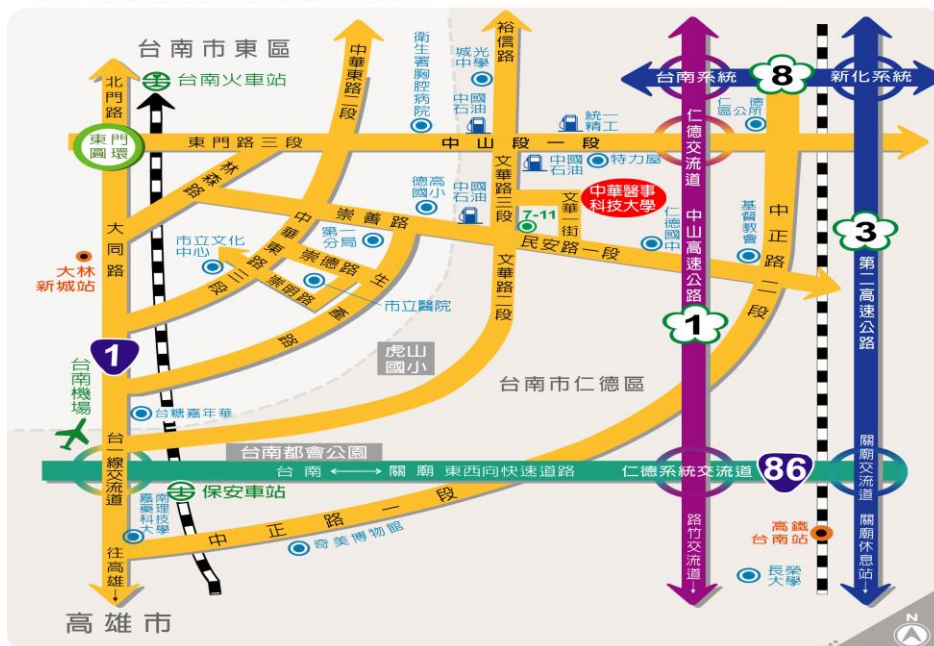 台南市東區
北門路
台南火車站
中華東路二段
衛生署胸腔病院
城光中學
裕信路
中國石油
統一精工
仁德區公所
台南系統
8
新化系統
東門圓環
東門路三段
中山路一段
仁德交流道
林森路
德高國小
中國石油
文華路三段
中國石油
特力屋
7-11
文華一街
中華醫事科技大學
大同路
市立文化中心
中華東路三段
第一分局
崇善路
民安路一段
仁德國中
基督教會
中正路二段
3
第二高速公路
中山高速公路
1
大林新城站
崇德路
崇明路
市立醫院
生產路
文華路二段
虎山國小
台南市仁德區
1
台南機場
台糖嘉年華
台南都會公園
台一線交流道
台南
關廟
東西向快速道路
仁德系統交流道
86
關廟交流道
保安車站
嘉南藥理科技大學
中正路一段
奇美博物館
路竹交流道
高鐵台南站
關廟休息站
長榮大學
往高雄
高雄市
N